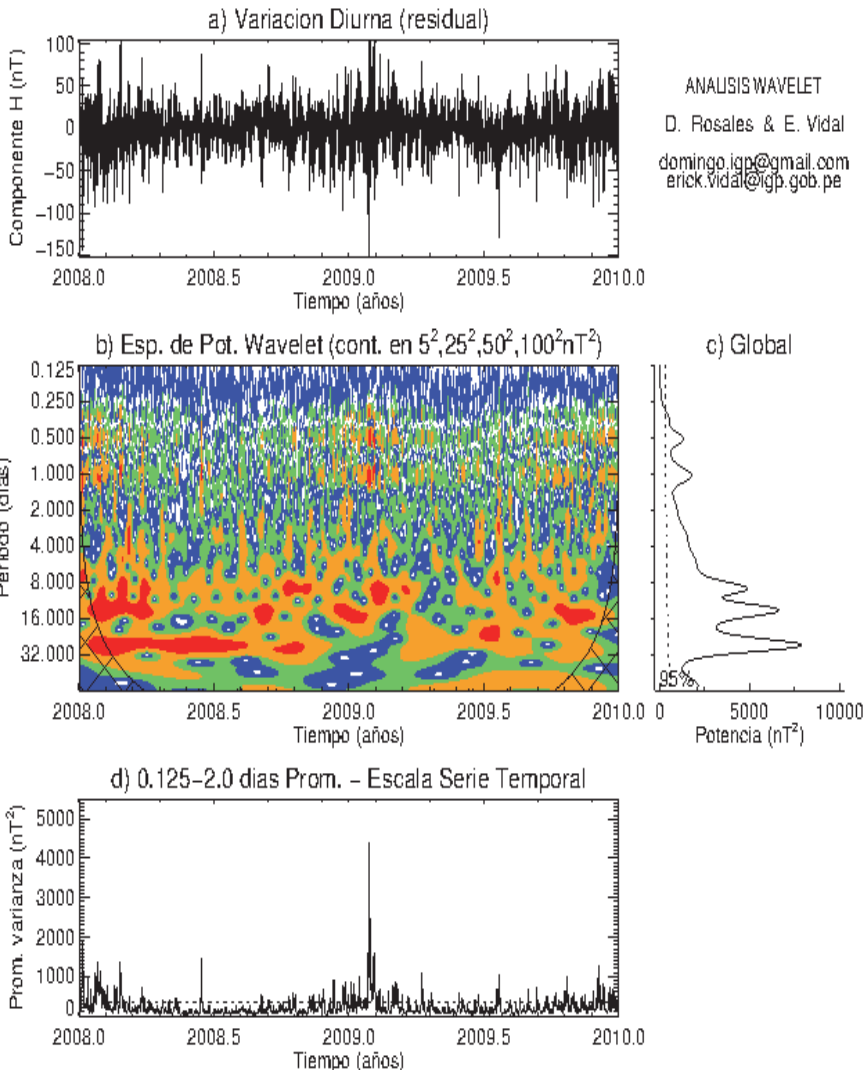 a) Variacion Diurna (residual)
100
50
0
−50
−100
−150
Componente H (nT)
2008.0 2008.5 2009.0 2009.5 2010.0
Tiempo (años)
ANALISIS WAVELET
D. Rosales & E. Vidal
domingo.igp@gmail.com
erick.vidal@igp.gob.pe
b) Esp. de Pot. Wavelet (cont. en 5²,25²,50²,100²nT²)
0.125
0.250
0.500
1.000
2.000
4.000
8.000
16.000
32.000
Período (días)
2008.0 2008.5 2009.0 2009.5 2010.0
Tiempo (años)
c) Global
95%
0 5000 10000
Potencia (nT²)
d) 0.125−2.0 dias Prom. − Escala Serie Temporal
5000
4000
3000
2000
1000
0
Prom. varianza (nT²)
2008.0 2008.5 2009.0 2009.5 2010.0
Tiempo (años)